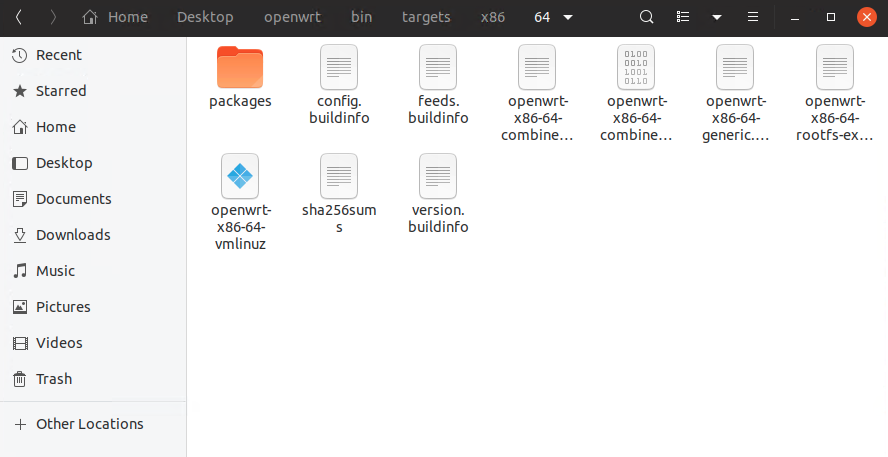 Home Desktop openwrt bin targets x86 64
Recent
Starred
Home
Desktop
Documents
Downloads
Music
Pictures
Videos
Trash
Other Locations
packages
config.
buildinfo
feeds.
buildinfo
openwrt-
x86-64-
combine…
openwrt-
x86-64-
combine…
openwrt-
x86-64-
generic.…
openwrt-
x86-64-
rootfs-ex…
openwrt-
x86-64-
vmlinuz
sha256sum
s
version.
buildinfo
0100
0010
1001
0110